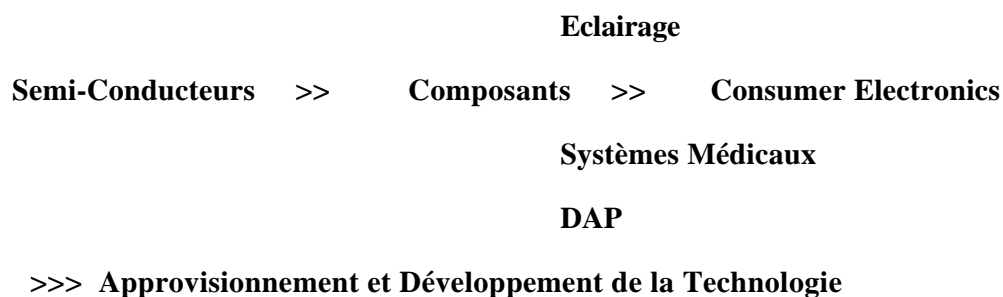 Eclairage
Semi-Conducteurs >> Composants >> Consumer Electronics
Systèmes Médicaux
DAP
>>> Approvisionnement et Développement de la Technologie